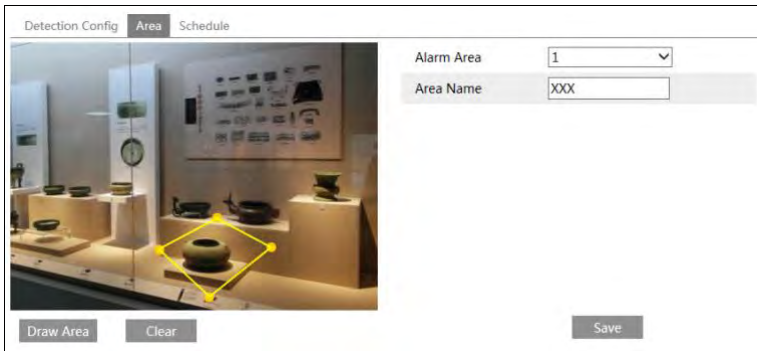 Detection Config Area Schedule
Alarm Area 1
Area Name XXX
Draw Area Clear Save